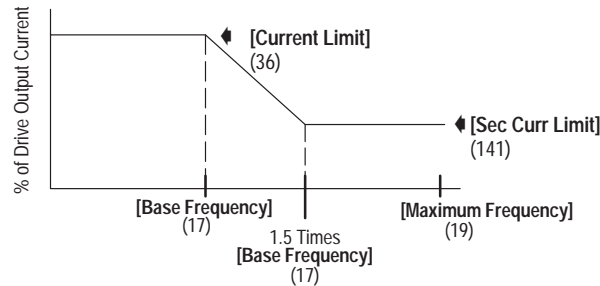 % of Drive Output Current
[Current Limit]
(36)
[Sec Curr Limit]
(141)
[Base Frequency]
(17)
1.5 Times
[Base Frequency]
(17)
[Maximum Frequency]
(19)